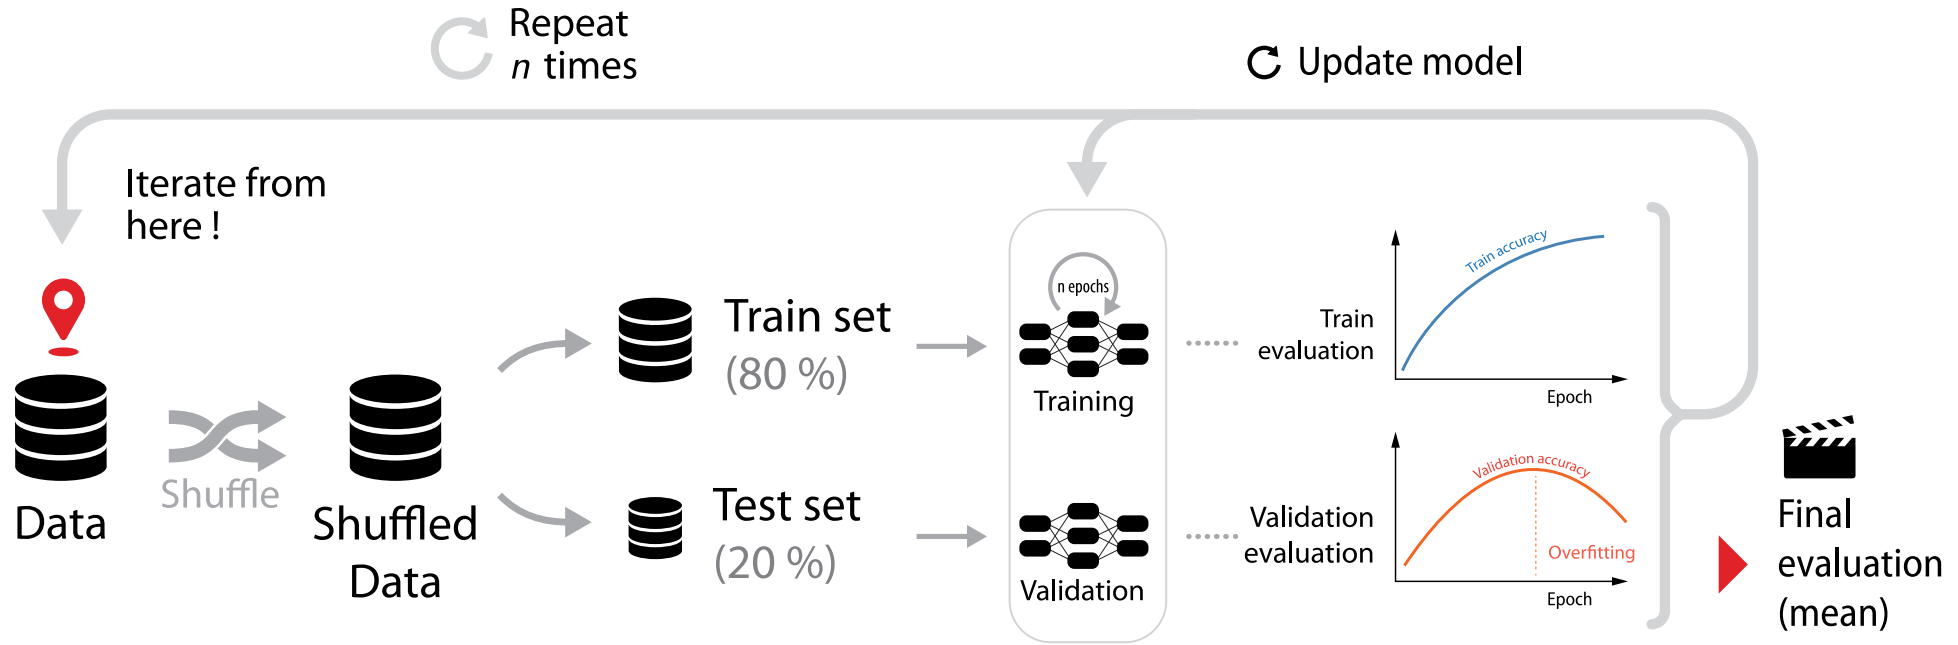 Repeat
n times
Update model
Iterate from
here !
Data
Shuffle
Shuffled
Data
Train set
(80 %)
Test set
(20 %)
n epochs
Training
Validation
Train
evaluation
Train accuracy
Epoch
Validation
evaluation
Validation accuracy
Overfitting
Epoch
Final
evaluation
(mean)